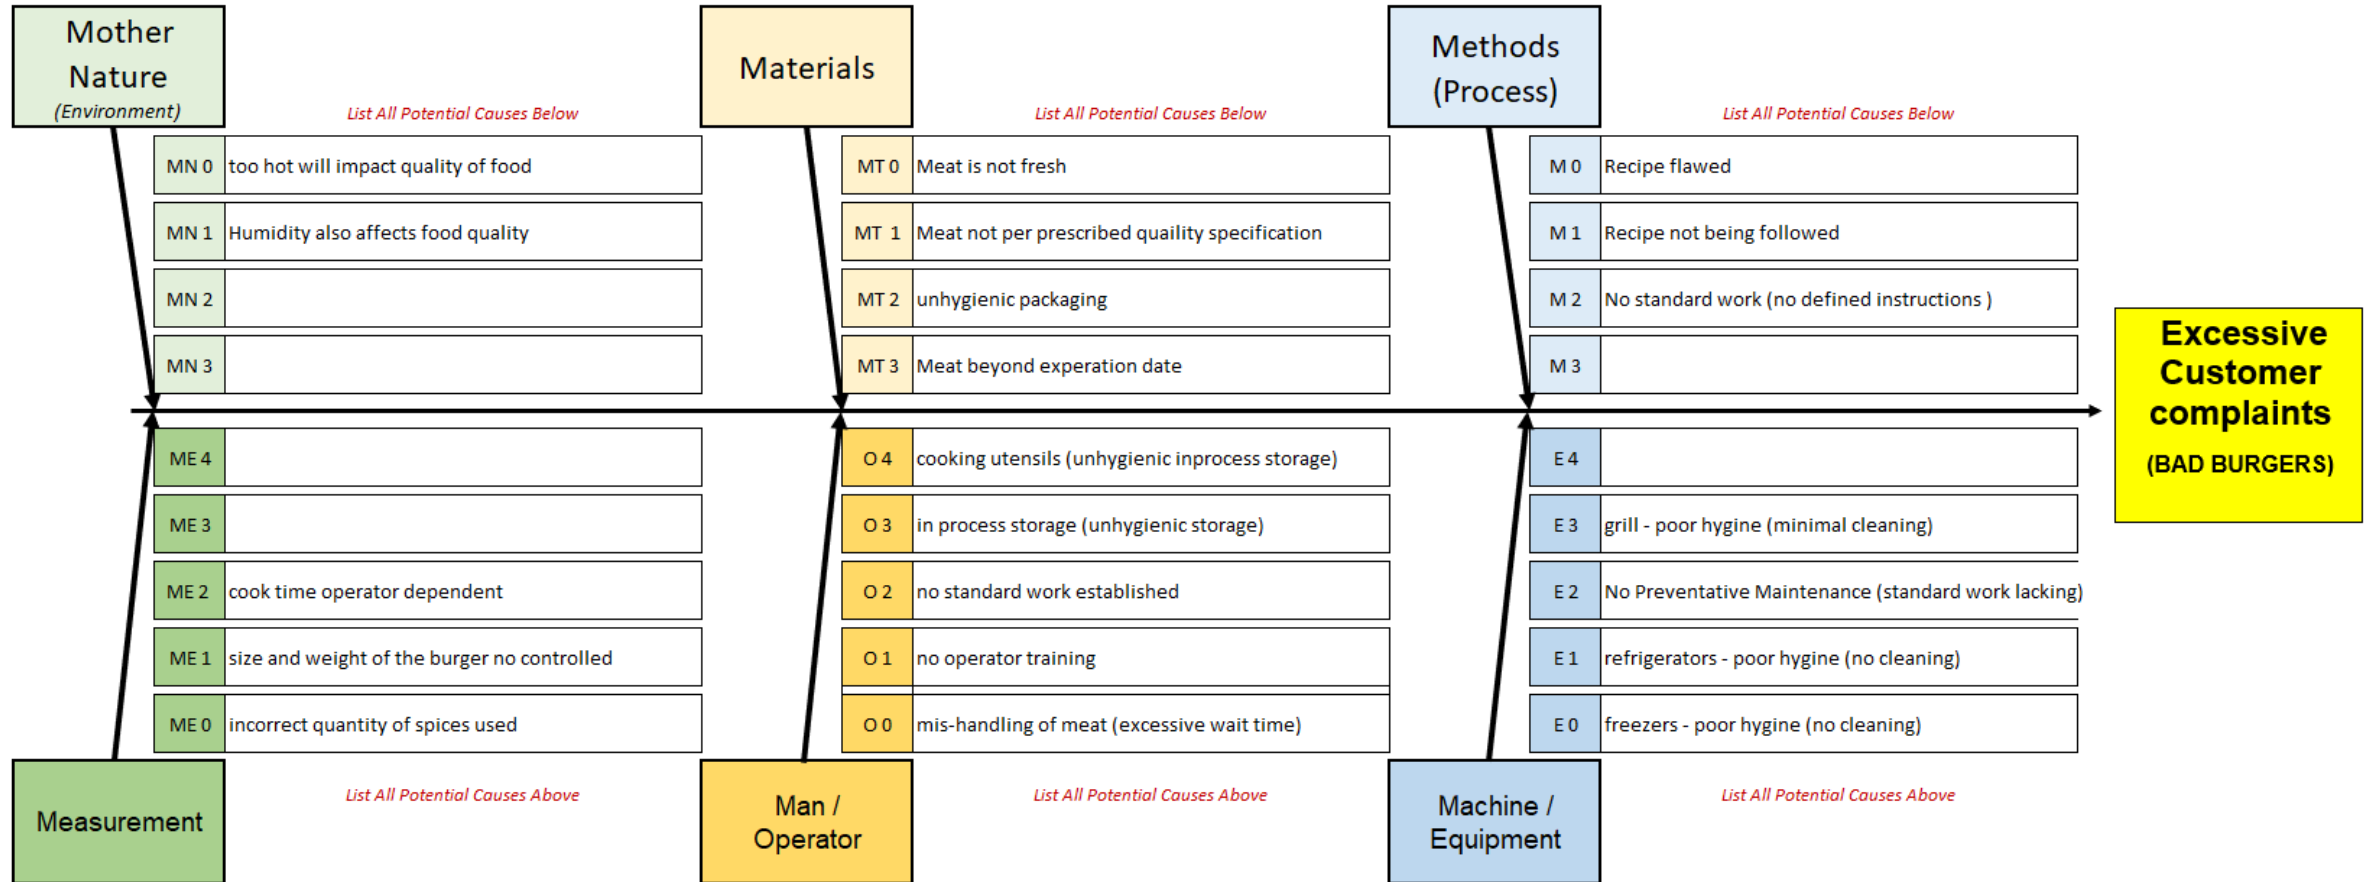 Mother
Nature
(Environment)
List All Potential Causes Below
MN 0 too hot will impact quality of food
MN 1 Humidity also affects food quality
MN 2
MN 3
Materials
List All Potential Causes Below
MT 0 Meat is not fresh
MT 1 Meat not per prescribed quaility specification
MT 2 unhygienic packaging
MT 3 Meat beyond experation date
Methods
(Process)
List All Potential Causes Below
M 0 Recipe flawed
M 1 Recipe not being followed
M 2 No standard work (no defined instructions )
M 3
Excessive
Customer
complaints
(BAD BURGERS)
ME 4
ME 3
ME 2 cook time operator dependent
ME 1 size and weight of the burger no controlled
ME 0 incorrect quantity of spices used
List All Potential Causes Above
Measurement
O 4 cooking utensils (unhygienic inprocess storage)
O 3 in process storage (unhygienic storage)
O 2 no standard work established
O 1 no operator training
O 0 mis-handling of meat (excessive wait time)
List All Potential Causes Above
Man /
Operator
E 4
E 3 grill - poor hygine (minimal cleaning)
E 2 No Preventative Maintenance (standard work lacking)
E 1 refrigerators - poor hygine (no cleaning)
E 0 freezers - poor hygine (no cleaning)
List All Potential Causes Above
Machine /
Equipment